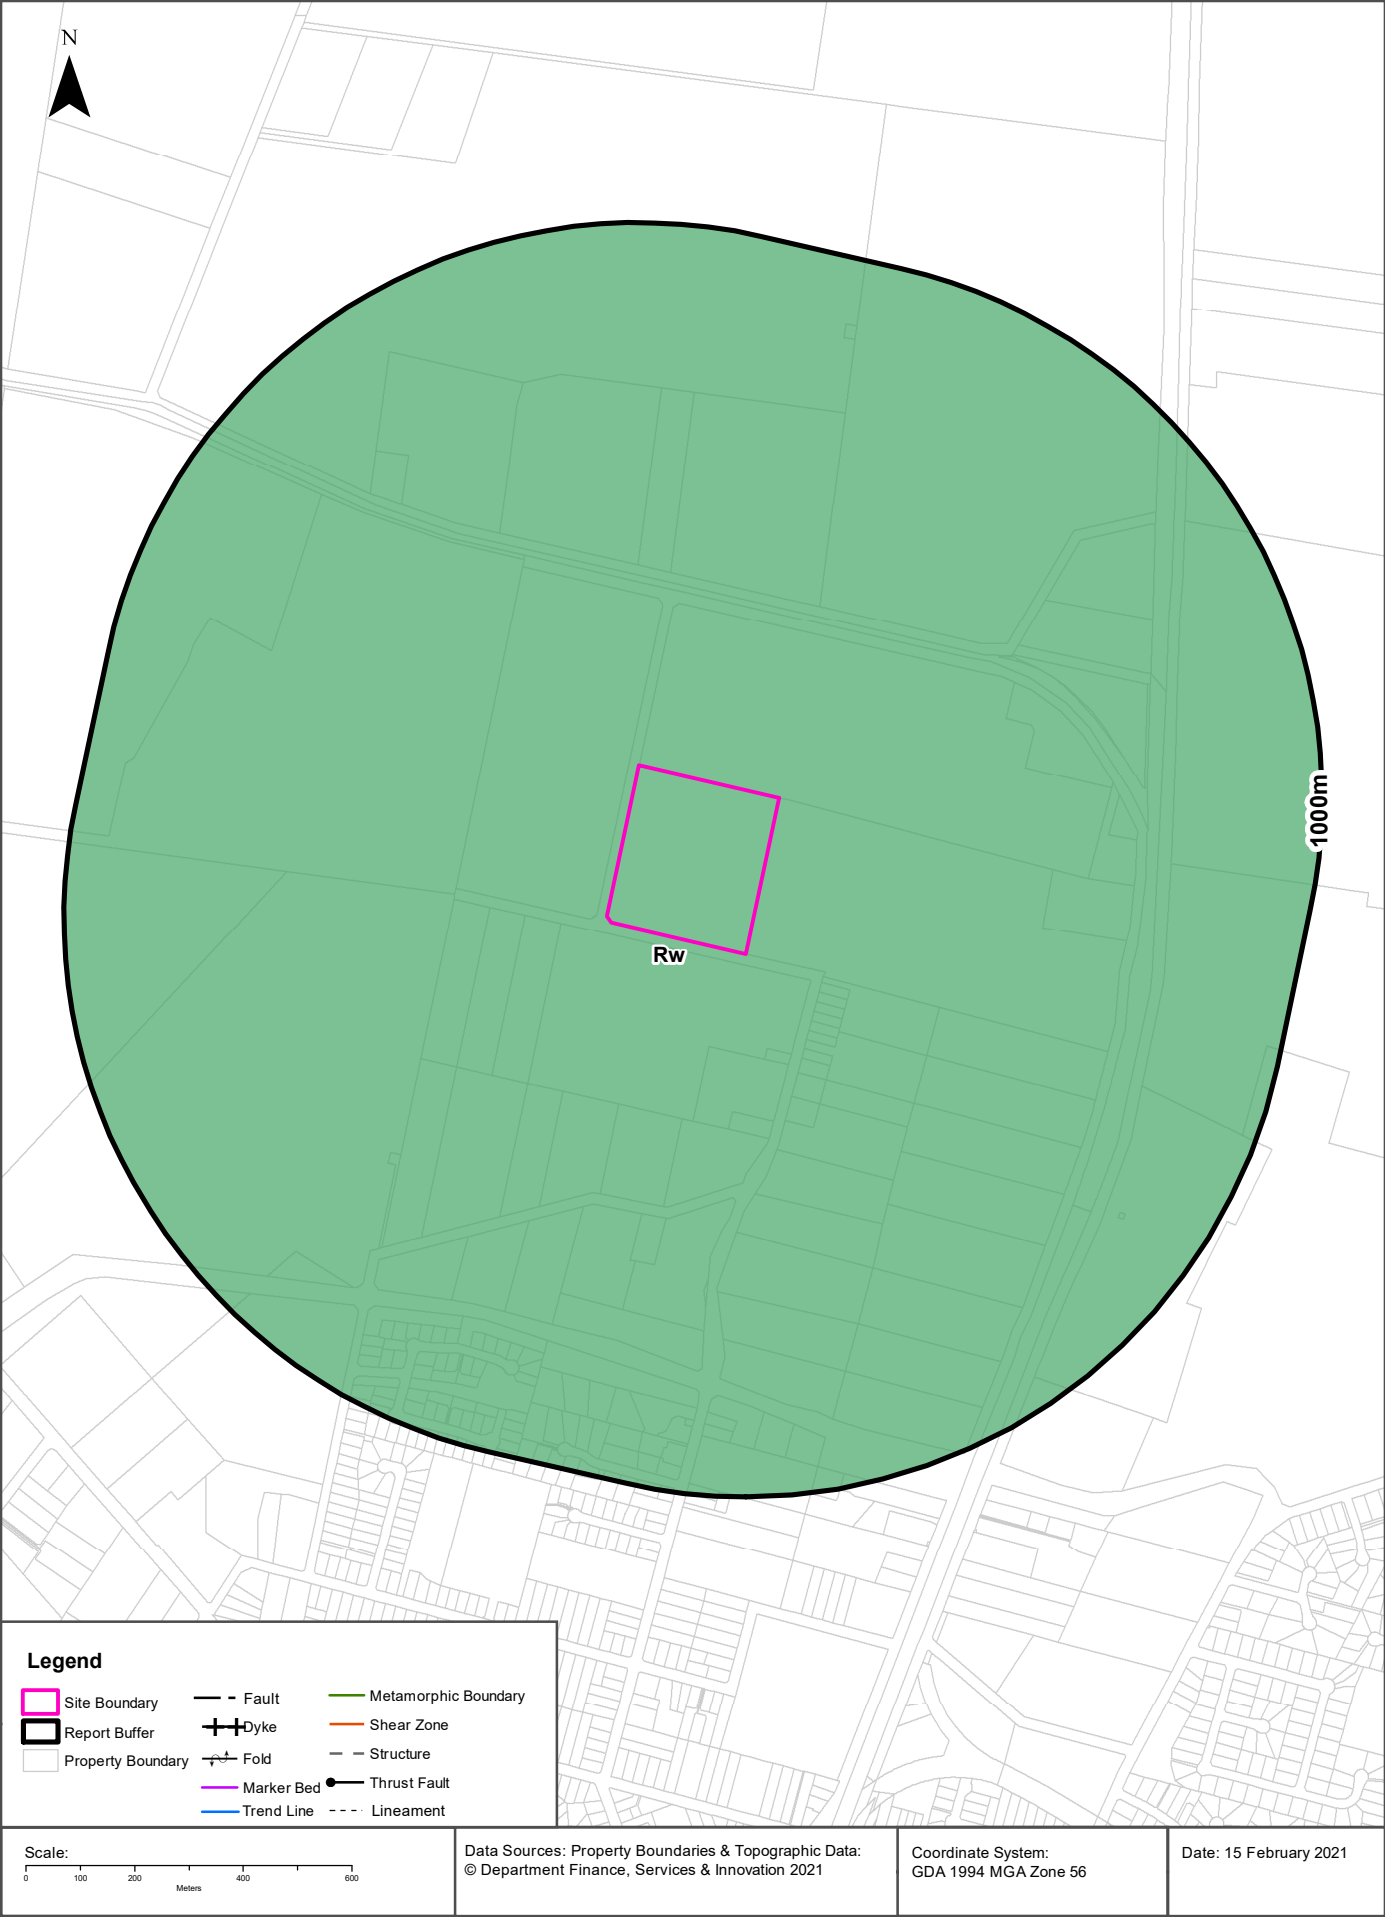 N
1000m
Rw
Legend
Site Boundary
Report Buffer
Property Boundary
Fault
Dyke
Fold
Marker Bed
Trend Line
Metamorphic Boundary
Shear Zone
Structure
Thrust Fault
Lineament
Scale:
0 100 200 400 600
Meters
Data Sources: Property Boundaries & Topographic Data:
© Department Finance, Services & Innovation 2021
Coordinate System:
GDA 1994 MGA Zone 56
Date: 15 February 2021